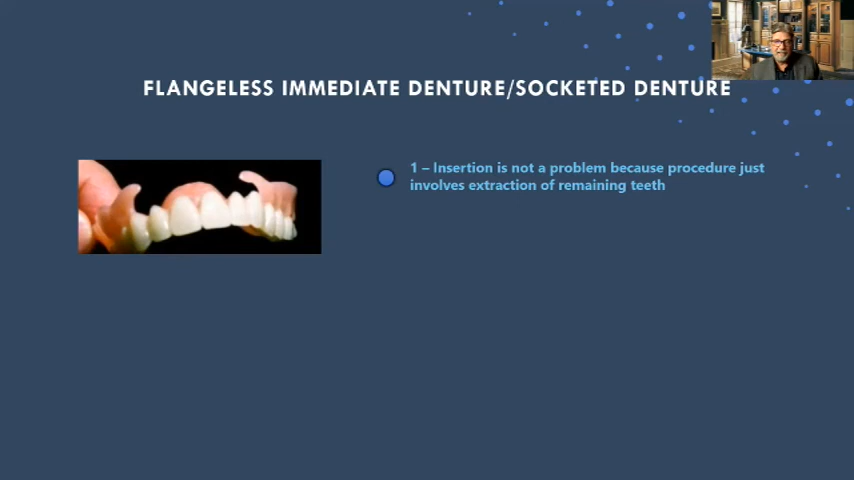 FLANGELESS IMMEDIATE DENTURE/SOCKETED DENTURE
1 – Insertion is not a problem because procedure just
involves extraction of remaining teeth